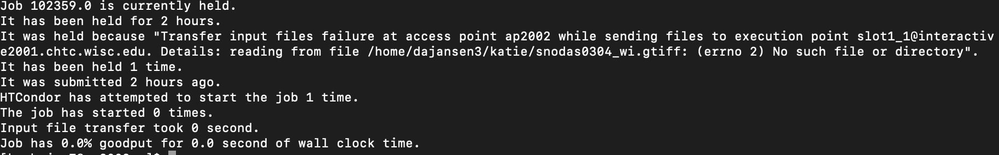 Job 102359.0 is currently held.
It has been held for 2 hours.
It was held because "Transfer input files failure at access point ap2002 while sending files to execution point slot1_1@interactiv
e2001.chtc.wisc.edu. Details: reading from file /home/dajansen3/katie/snodas0304_wi.gtiff: (errno 2) No such file or directory".
It has been held 1 time.
It was submitted 2 hours ago.
HTCondor has attempted to start the job 1 time.
The job has started 0 times.
Input file transfer took 0 second.
Job has 0.0% goodput for 0.0 second of wall clock time.